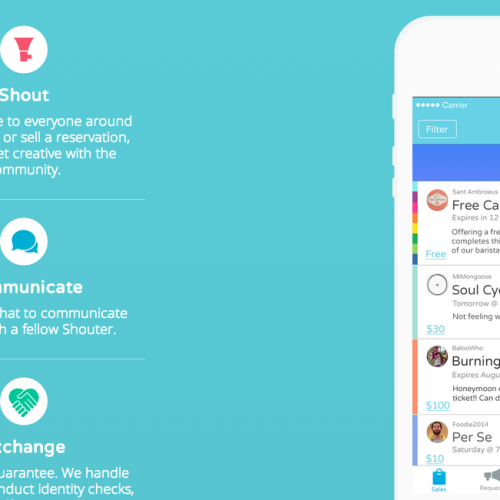 Shout
e to everyone around
or sell a reservation,
et creative with the
ommunity.
mmunicate
hat to communicate
h a fellow Shouter.
xchange
uarantee. We handle
nduct identity checks,
Carrier
Filter
Sant Ambroeus
Free Ca
Expires in 12
Offering a fre
completes thi
of our barista
Free
MiMongoose
Soul Cy
Tomorrow @
Not feeling w
$30
BalooWho
Burning
Expires Augu
Honeymoon c
ticket!! Can d
$100
Foodie2014
Per Se
Saturday @ 7
$10
Sales
Reque